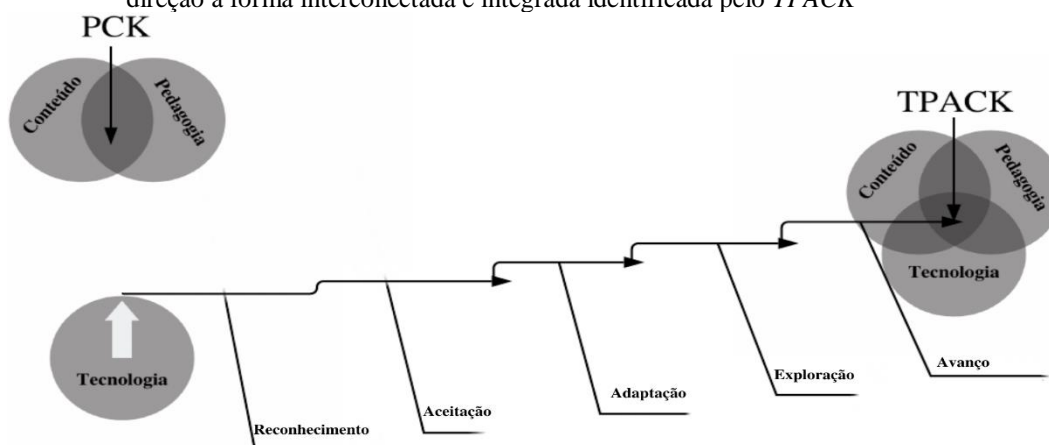 direção à forma interconectada e integrada identificada pelo TPACK
PCK
Conteúdo
Pedagogia
TPACK
Conteúdo
Pedagogia
Tecnologia
Tecnologia
Reconhecimento
Aceitação
Adaptação
Exploração
Avanço